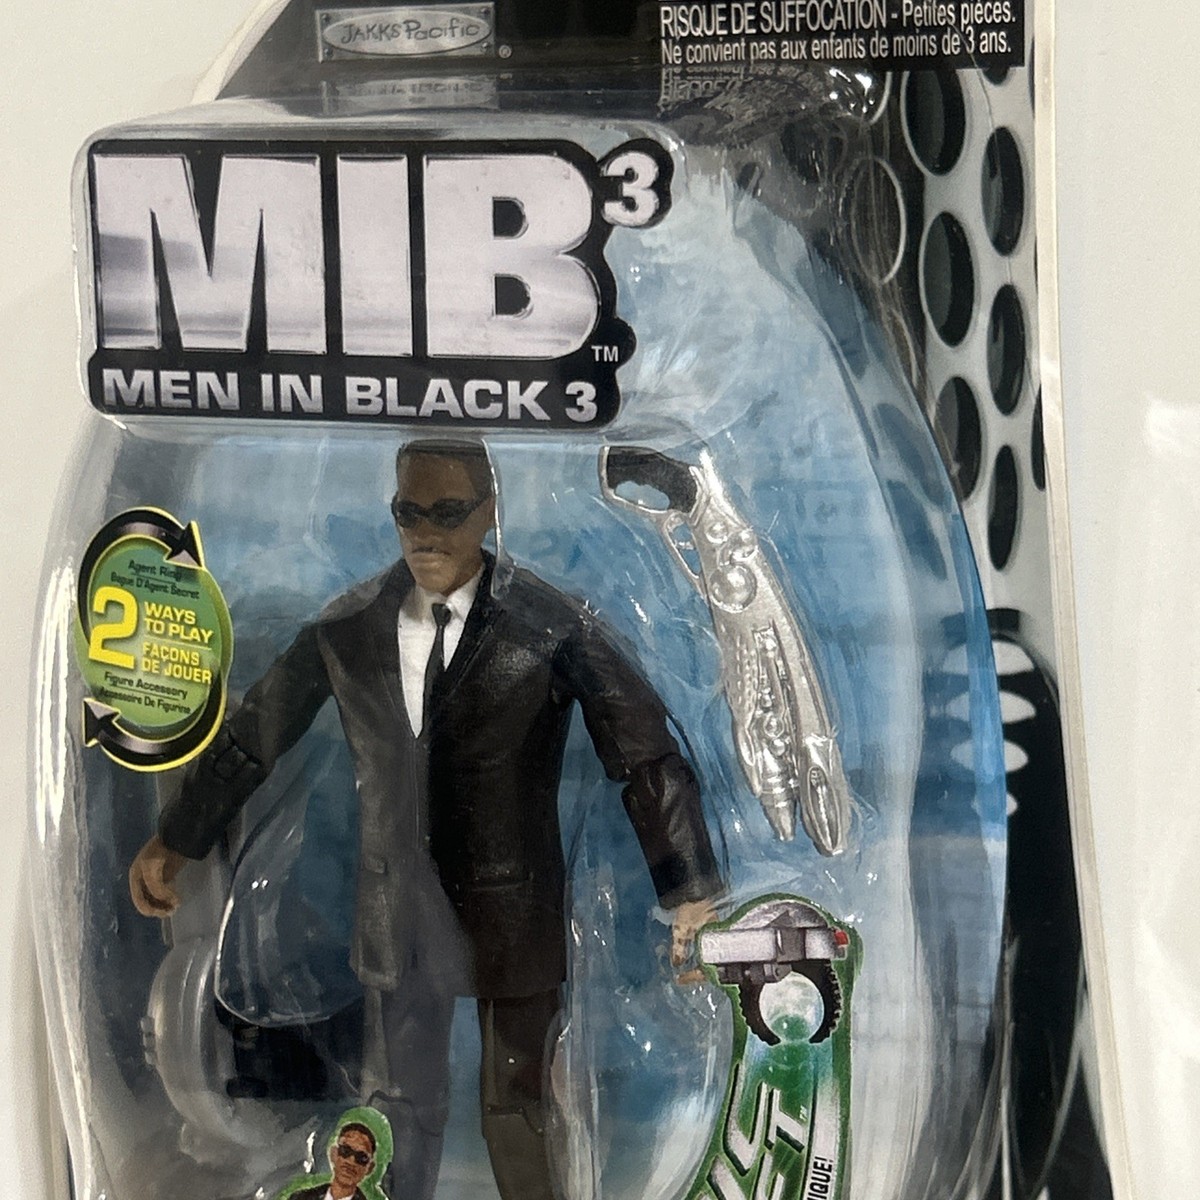 JAKKS Pacific
®
RISQUE DE SUFFOCATION - Petites pièces.
Ne convient pas aux enfants de moins de 3 ans.
MIB³
TM
MEN IN BLACK 3
Agent Ring
Bague D'Agent Secret
2 WAYS
TO PLAY
FAÇONS
DE JOUER
Figure Accessory
Accessoire De Figurine